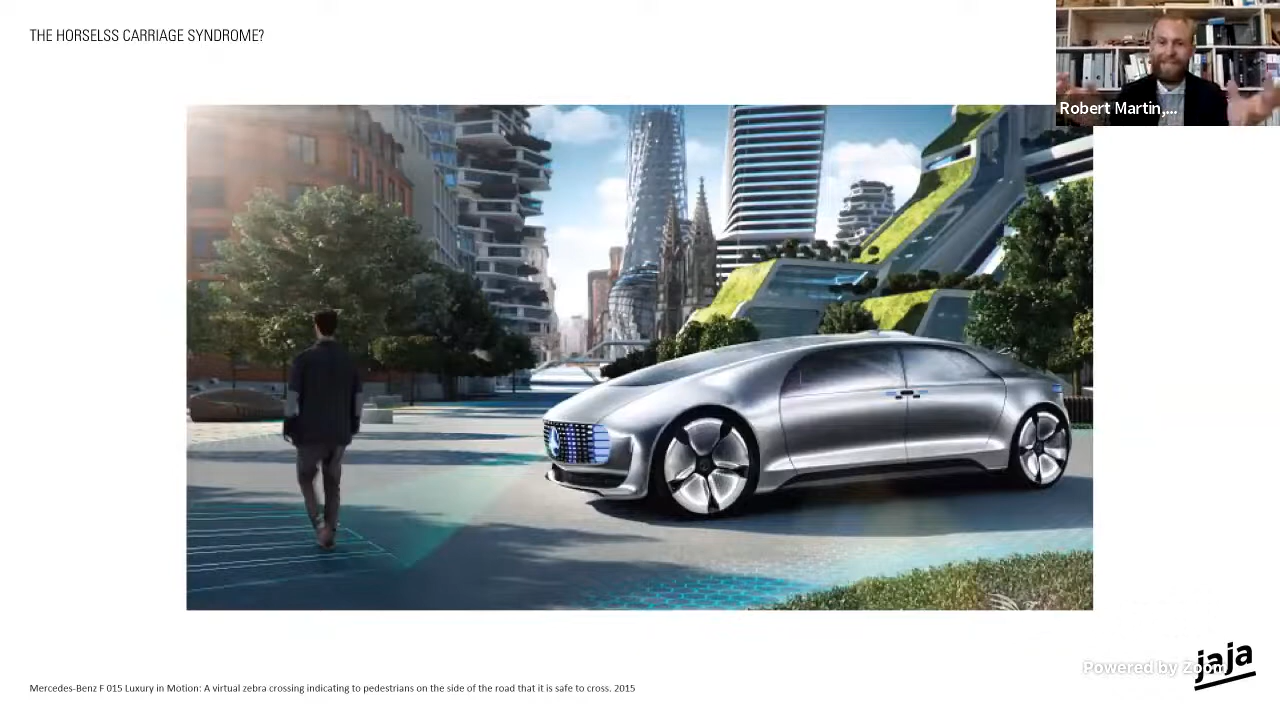 THE HORSELSS CARRIAGE SYNDROME?
Robert Martin,...
Powered by Zoom
jaja
Mercedes-Benz F 015 Luxury in Motion: A virtual zebra crossing indicating to pedestrians on the side of the road that it is safe to cross. 2015